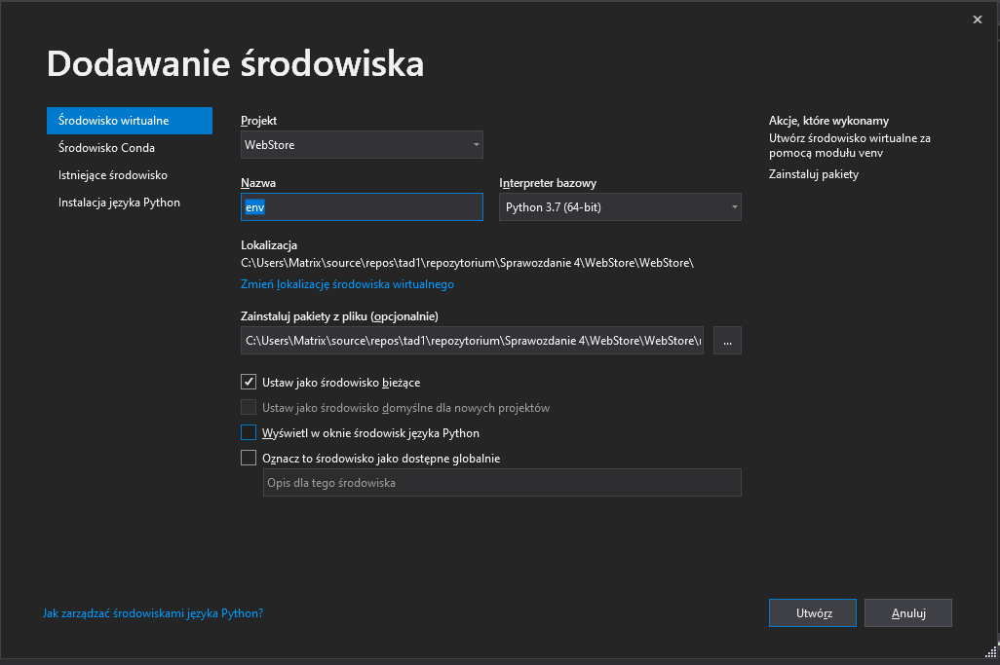 Dodawanie środowiska
Środowisko wirtualne
Środowisko Conda
Istniejące środowisko
Instalacja języka Python
Projekt
WebStore
Nazwa
env
Interpreter bazowy
Python 3.7 (64-bit)
Lokalizacja
C:\Users\Matrix\source\repos\tad1\repozytorium\Sprawozdanie 4\WebStore\WebStore\
Zmień lokalizację środowiska wirtualnego
Zainstaluj pakiety z pliku (opcjonalnie)
C:\Users\Matrix\source\repos\tad1\repozytorium\Sprawozdanie 4\WebStore\WebStore\
...
Ustaw jako środowisko bieżące
Ustaw jako środowisko domyślne dla nowych projektów
Wyświetl w oknie środowisk języka Python
Oznacz to środowisko jako dostępne globalnie
Opis dla tego środowiska
Akcje, które wykonamy
Utwórz środowisko wirtualne za
pomocą modułu venv
Zainstaluj pakiety
Jak zarządzać środowiskami języka Python?
Utwórz
Anuluj